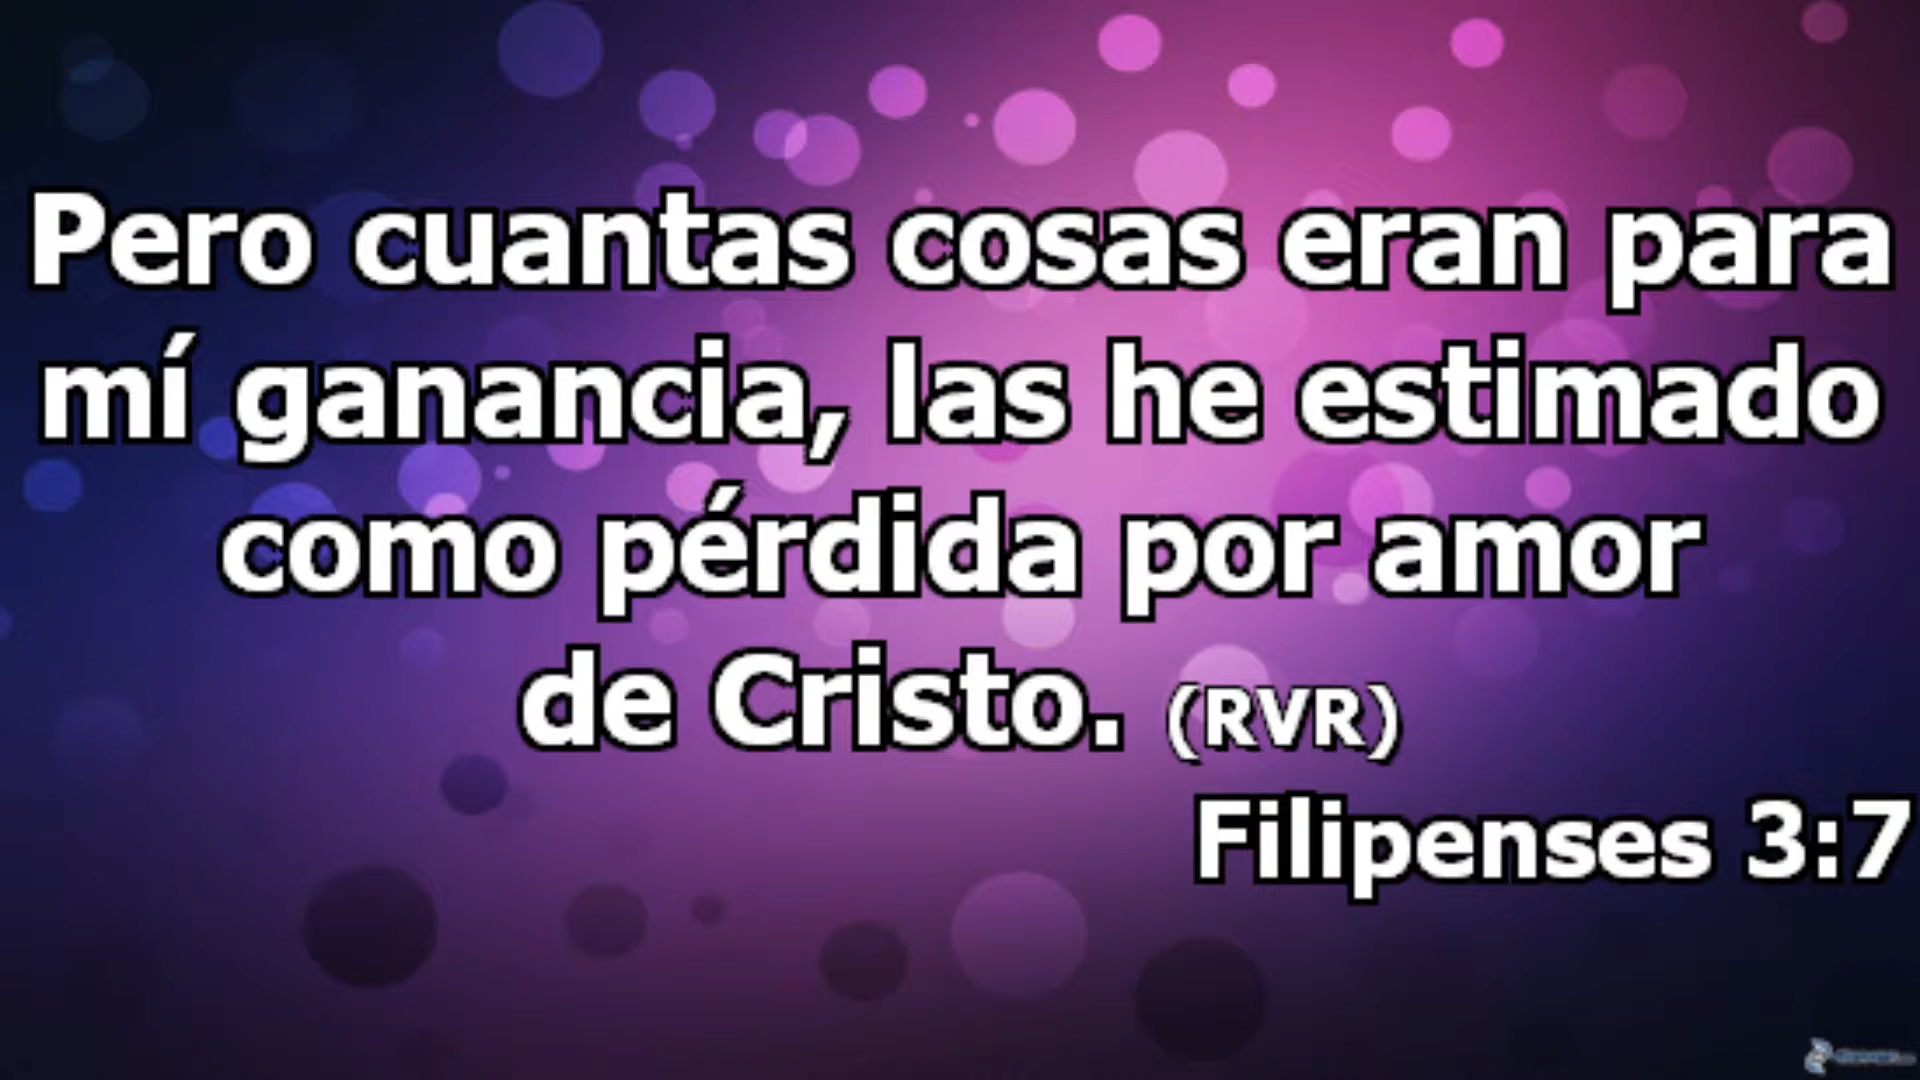 Pero cuantas cosas eran para
mí ganancia, las he estimado
como pérdida por amor
de Cristo. (RVR)
Filipenses 3:7